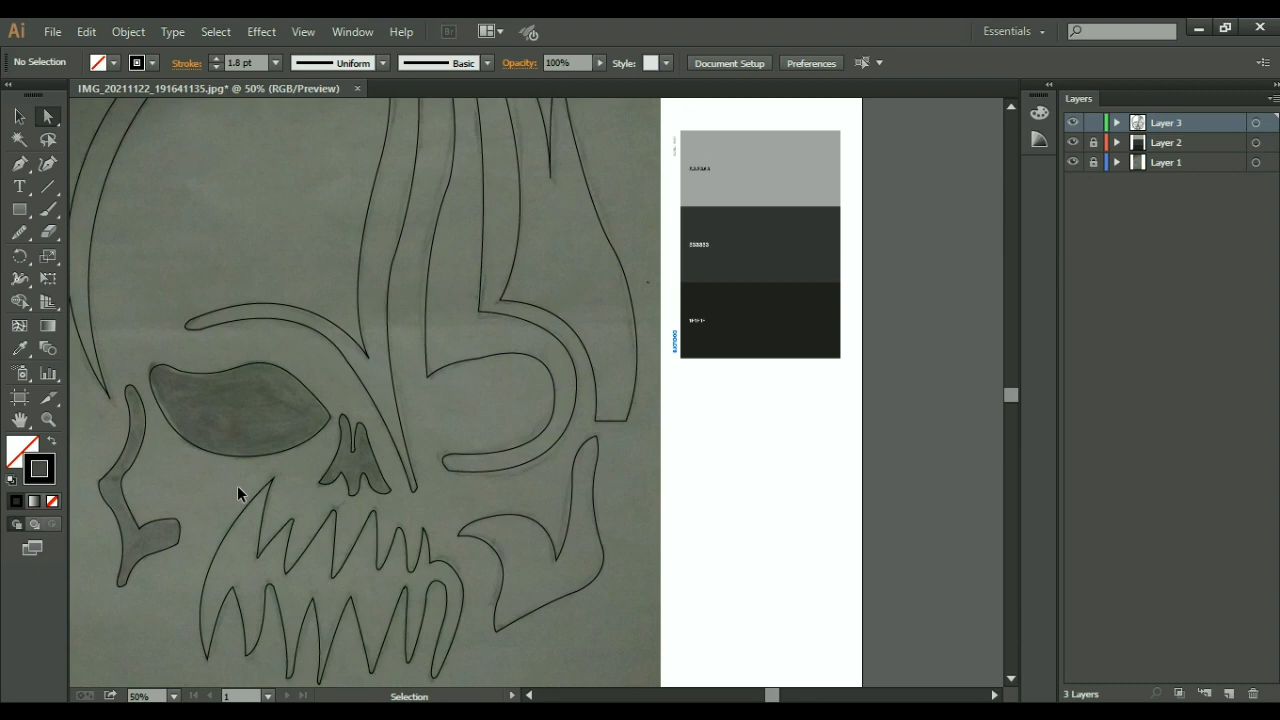 Ai File Edit Object Type Select Effect View Window Help Br Essentials
No Selection Stroke: 1.8 pt Uniform Basic Opacity: 100% Style: Document Setup Preferences
IMG_20211122_191641135.jpg* @ 50% (RGB/Preview) ×
Layers
Layer 3
Layer 2
Layer 1
50% 1 Selection
3 Layers